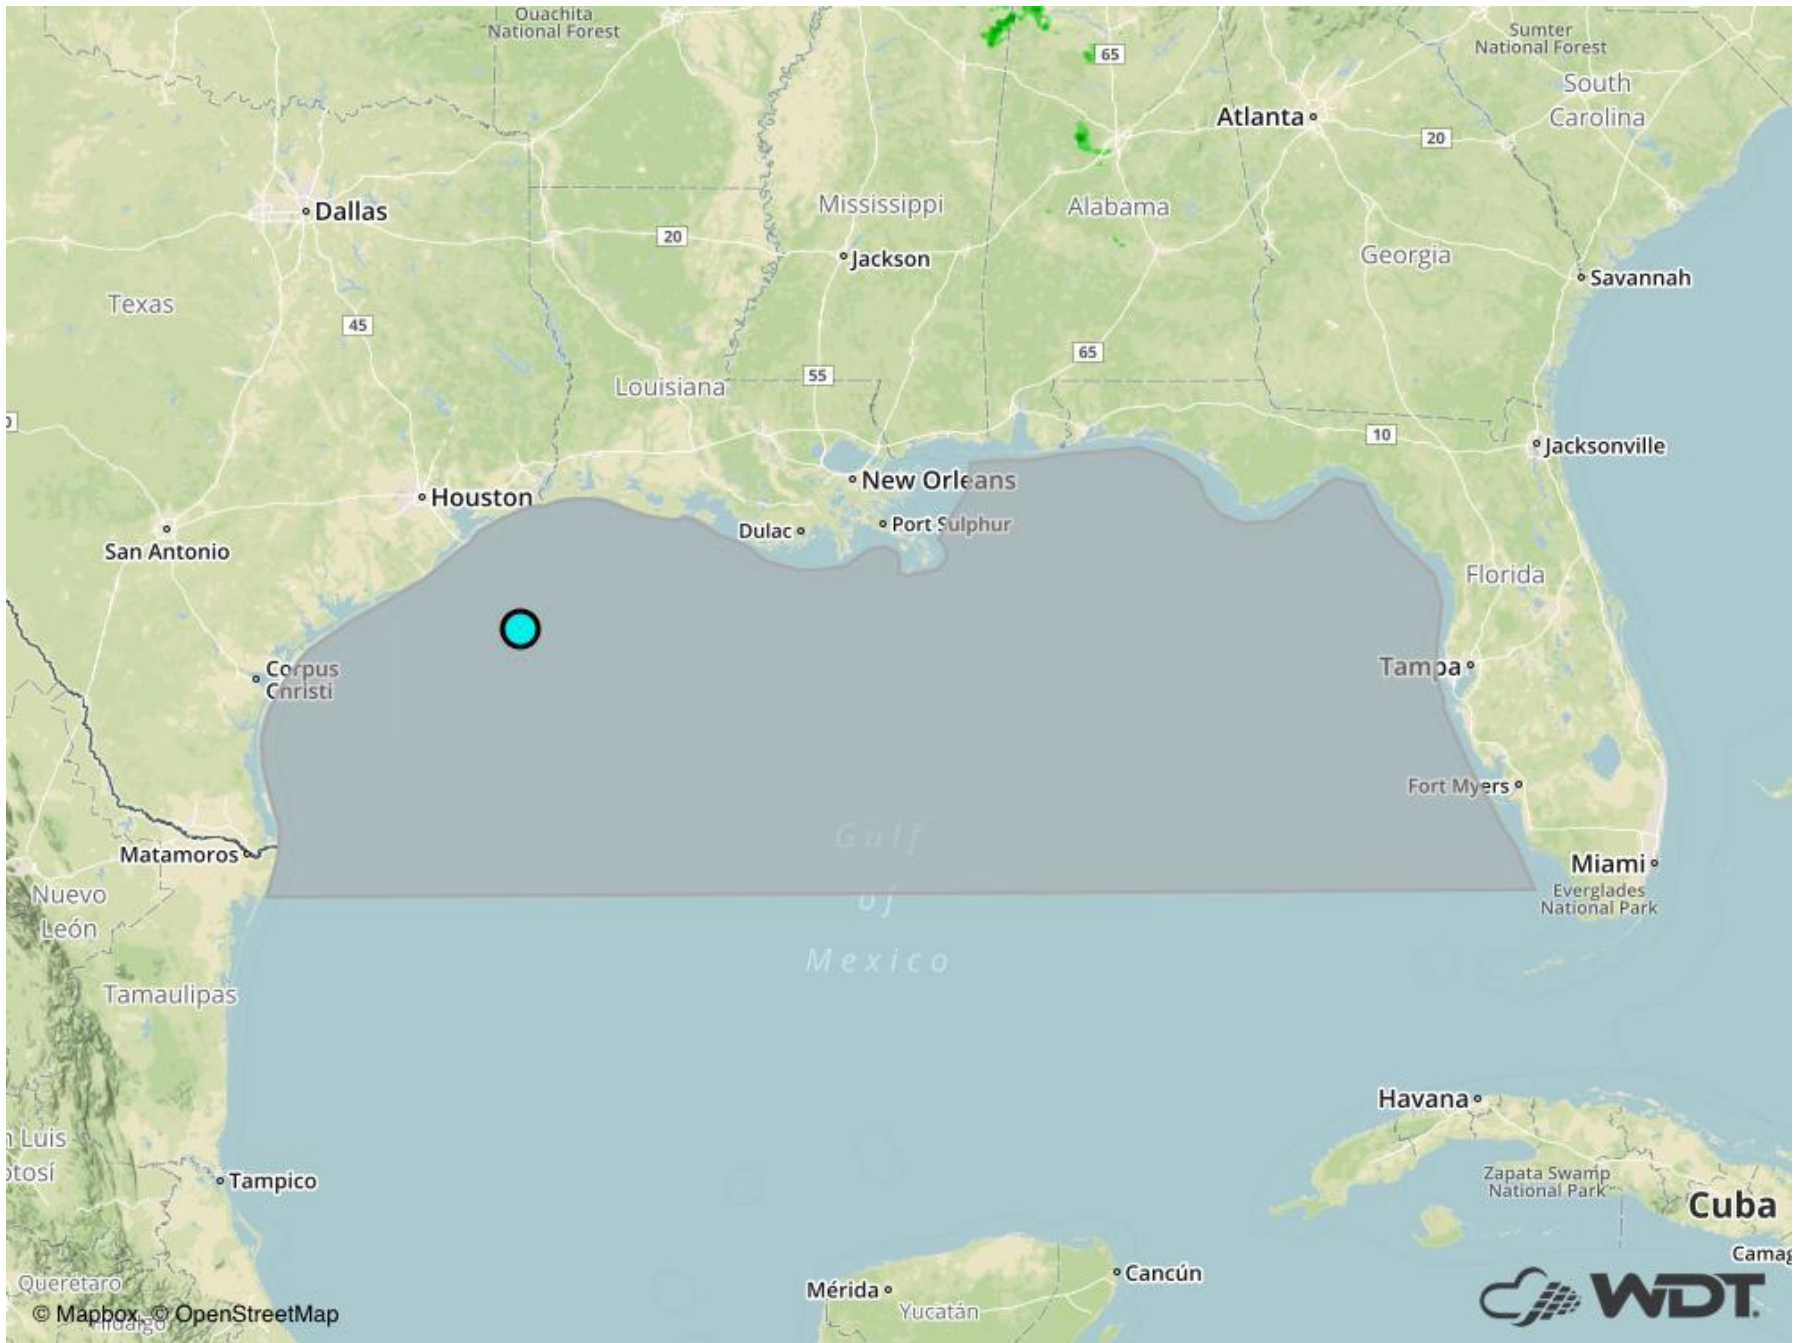 Ouachita
National Forest
65
Sumter
National Forest
South
Carolina
Atlanta
20
Dallas
Mississippi
Alabama
20
Jackson
Georgia
Savannah
Texas
45
65
55
Louisiana
10
Jacksonville
New Orleans
Houston
Dulac
Port Sulphur
San Antonio
Florida
Corpus
Christi
Tampa
Fort Myers
Gulf
of
Mexico
Matamoros
Miami
Everglades
National Park
Nuevo
León
Tamaulipas
Havana
Luis
Tampico
Zapata Swamp
National Park
Cuba
Camag
Cancún
Mérida
Yucatán
Querétaro
© Mapbox, © OpenStreetMap
Hidalgo
WDT.